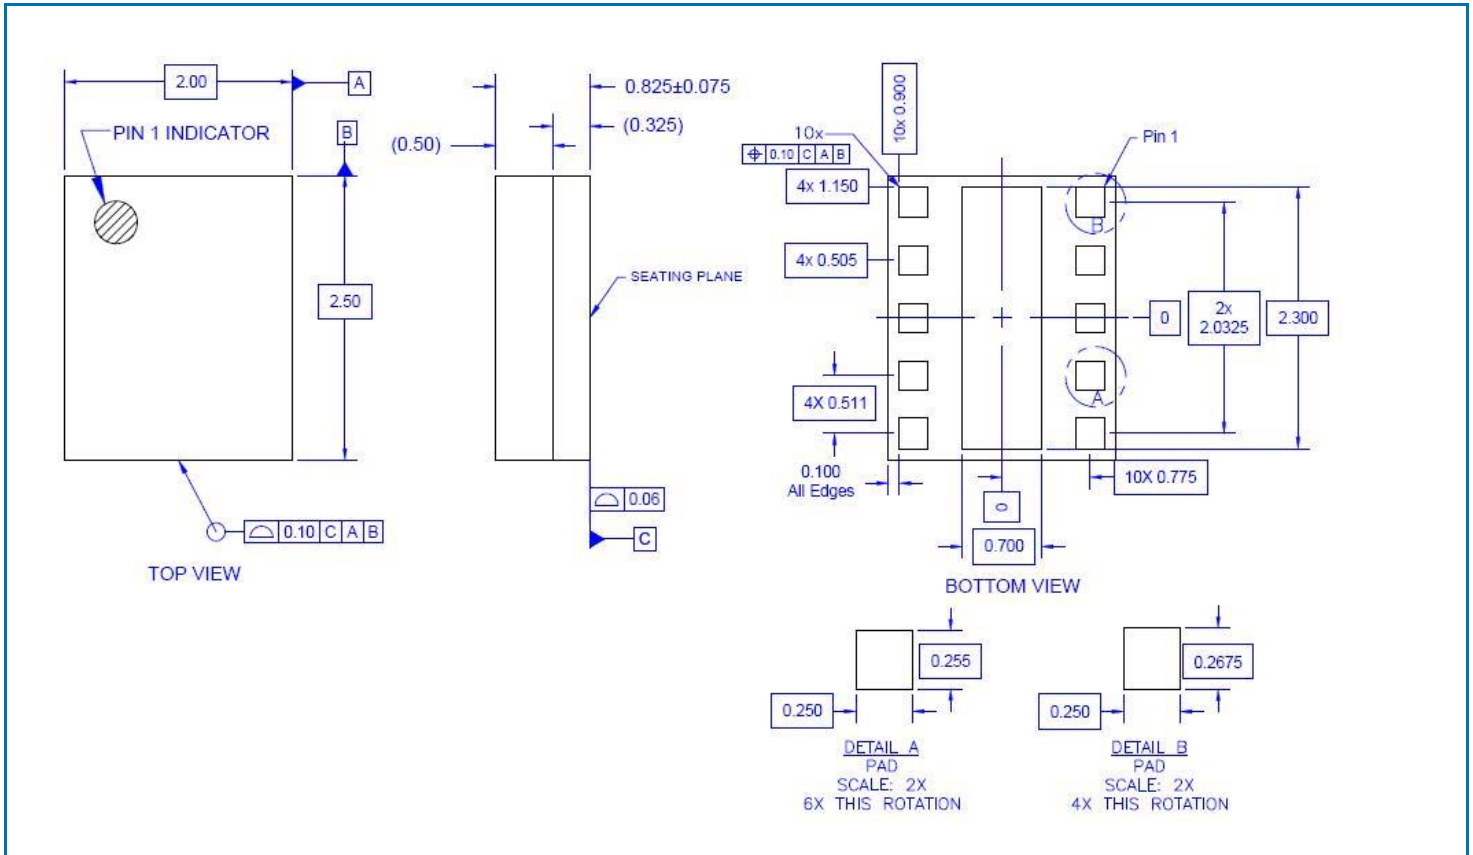 2.00
A
PIN 1 INDICATOR
B
2.50
0.10 C A B
TOP VIEW
0.825±0.075
(0.325)
(0.50)
SEATING PLANE
0.06
C
10x 0.900
10x
0.10 C A B
Pin 1
4x 1.150
B
4x 0.505
0
2x
2.0325
2.300
4X 0.511
A
0.100
All Edges
10X 0.775
0
0.700
BOTTOM VIEW
0.255
0.250
DETAIL A
PAD
SCALE: 2X
6X THIS ROTATION
0.2675
0.250
DETAIL B
PAD
SCALE: 2X
4X THIS ROTATION